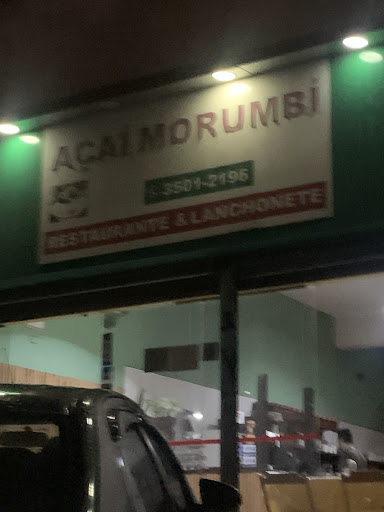 AÇAÍ MORUMBİ
3501-2196
RESTAURANTE & LANCHONETE